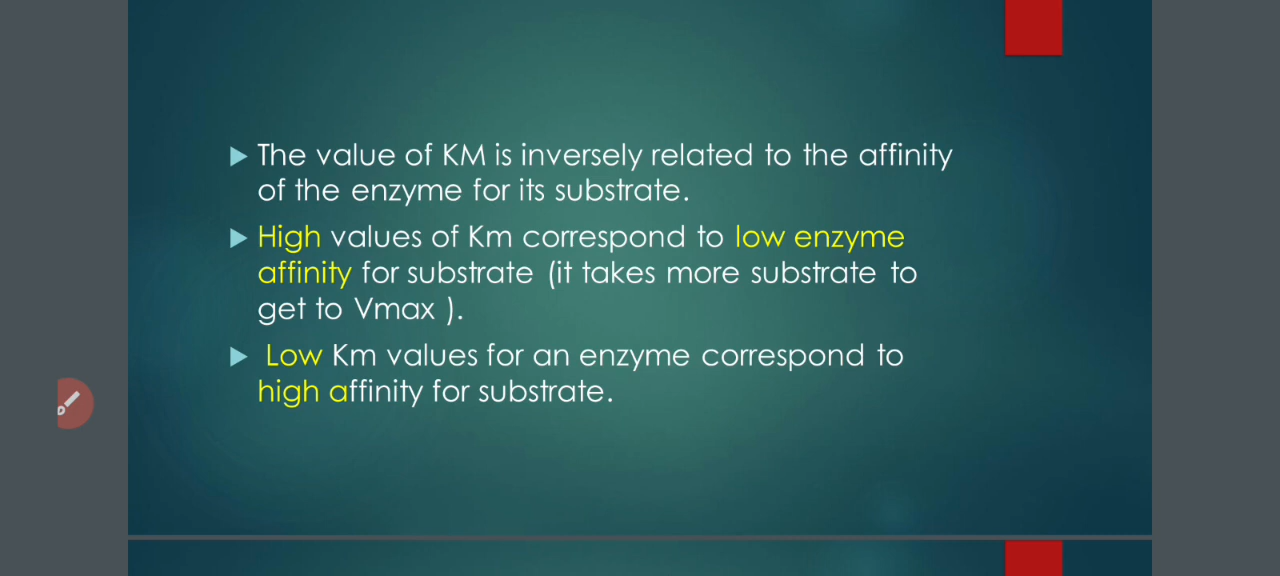 The value of KM is inversely related to the affinity
of the enzyme for its substrate.
High values of Km correspond to low enzyme
affinity for substrate (it takes more substrate to
get to Vmax ).
Low Km values for an enzyme correspond to
high affinity for substrate.